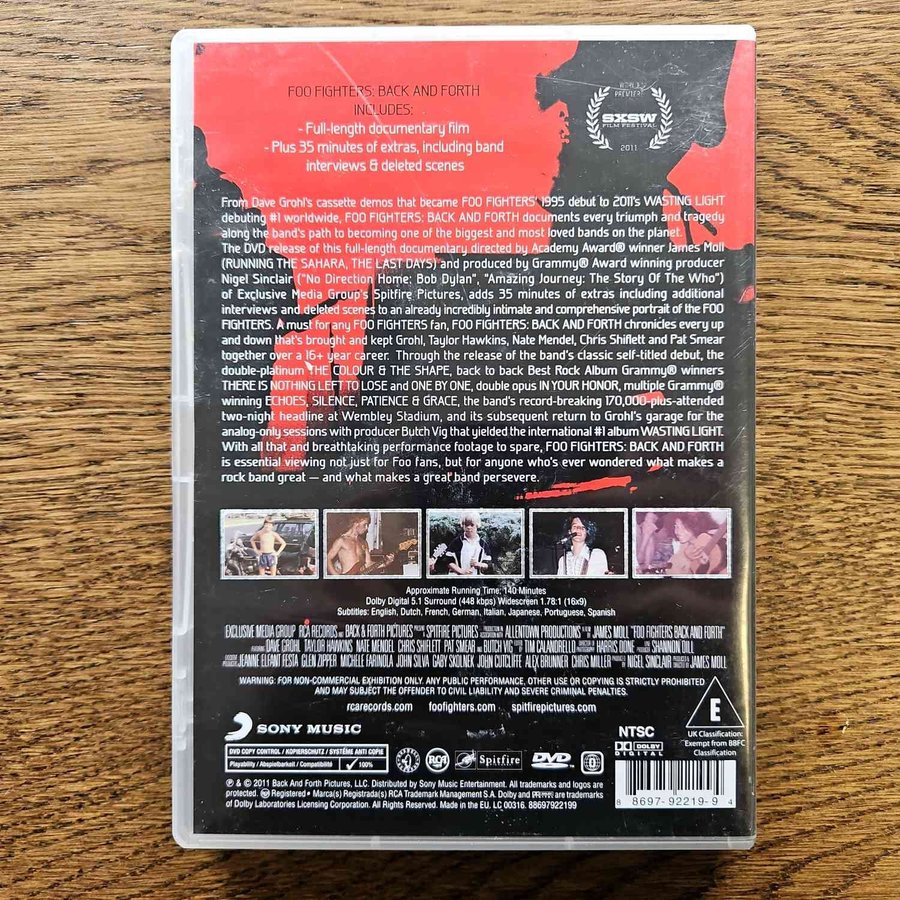 FOO FIGHTERS: BACK AND FORTH
INCLUDES:
- Full-length documentary film
- Plus 35 minutes of extras, including band
interviews & deleted scenes
WORLD
PREMIERE
SXSW
FILM FESTIVAL
2011
From Dave Grohl's cassette demos that became FOO FIGHTERS' 1995 debut to 2011's WASTING LIGHT
debuting #1 worldwide, FOO FIGHTERS: BACK AND FORTH documents every triumph and tragedy
along the band's path to becoming one of the biggest and most loved bands on the planet.
The DVD release of this full-length documentary directed by Academy Award® winner James Moll
(RUNNING THE SAHARA, THE LAST DAYS) and produced by Grammy® Award winning producer
Nigel Sinclair ("No Direction Home: Bob Dylan", "Amazing Journey: The Story Of The Who")
of Exclusive Media Group's Spitfire Pictures, adds 35 minutes of extras including additional
interviews and deleted scenes to an already incredibly intimate and comprehensive portrait of the FOO
FIGHTERS. A must for any FOO FIGHTERS fan, FOO FIGHTERS: BACK AND FORTH chronicles every up
and down that's brought and kept Grohl, Taylor Hawkins, Nate Mendel, Chris Shiflett and Pat Smear
together over a 16+ year career. Through the release of the band's classic self-titled debut, the
double-platinum THE COLOUR & THE SHAPE, back to back Best Rock Album Grammy® winners
THERE IS NOTHING LEFT TO LOSE and ONE BY ONE, double opus IN YOUR HONOR, multiple Grammy®
winning ECHOES, SILENCE, PATIENCE & GRACE, the band's record-breaking 170,000-plus-attended
two-night headline at Wembley Stadium, and its subsequent return to Grohl's garage for the
analog-only sessions with producer Butch Vig that yielded the international #1 album WASTING LIGHT.
With all that and breathtaking performance footage to spare, FOO FIGHTERS: BACK AND FORTH
is essential viewing not just for Foo fans, but for anyone who's ever wondered what makes a
rock band great — and what makes a great band persevere.
Approximate Running Time: 140 Minutes
Dolby Digital 5.1 Surround (448 kbps) Widescreen 1.78:1 (16x9)
Subtitles: English, Dutch, French, German, Italian, Japanese, Portuguese, Spanish
EXCLUSIVE MEDIA GROUP RCA RECORDS AND BACK & FORTH PICTURES SPITFIRE PICTURES ALLENTOWN PRODUCTIONS JAMES MOLL "FOO FIGHTERS BACK AND FORTH"
DAVE GROHL TAYLOR HAWKINS NATE MENDEL CHRIS SHIFLETT PAT SMEAR AND BUTCH VIG TIM CALANDRELLO HARRIS DONE SHANNON DILL
JEANNE ELFANT FESTA GLEN ZIPPER MICHELE FARINOLA JOHN SILVA GABY SKOLNEK JOHN CUTCLIFFE ALEX BRUNNER CHRIS MILLER NIGEL SINCLAIR JAMES MOLL
WARNING: FOR NON-COMMERCIAL EXHIBITION ONLY. ANY PUBLIC PERFORMANCE, OTHER USE OR COPYING IS STRICTLY PROHIBITED
AND MAY SUBJECT THE OFFENDER TO CIVIL LIABILITY AND SEVERE CRIMINAL PENALTIES.
rcarecords.com foofighters.com spitfirepictures.com
SONY MUSIC
NTSC
E
UK Classification:
Exempt from BBFC
Classification
DVD COPY CONTROL / KOPIERSCHUTZ / SYSTÈME ANTI COPIE
Playability / Abspielbarkeit / Compatibilité 100%
RCA
Spitfire
DVD
0
DOLBY
DIGITAL
℗ & © 2011 Back And Forth Pictures, LLC. Distributed by Sony Music Entertainment. All trademarks and logos are
protected. Registered • Marca(s) Registrada(s) RCA Trademark Management S.A. Dolby and are trademarks
of Dolby Laboratories Licensing Corporation. All Rights Reserved. Made in the EU. LC 00316. 88697922199
8 8697-92219-9 4